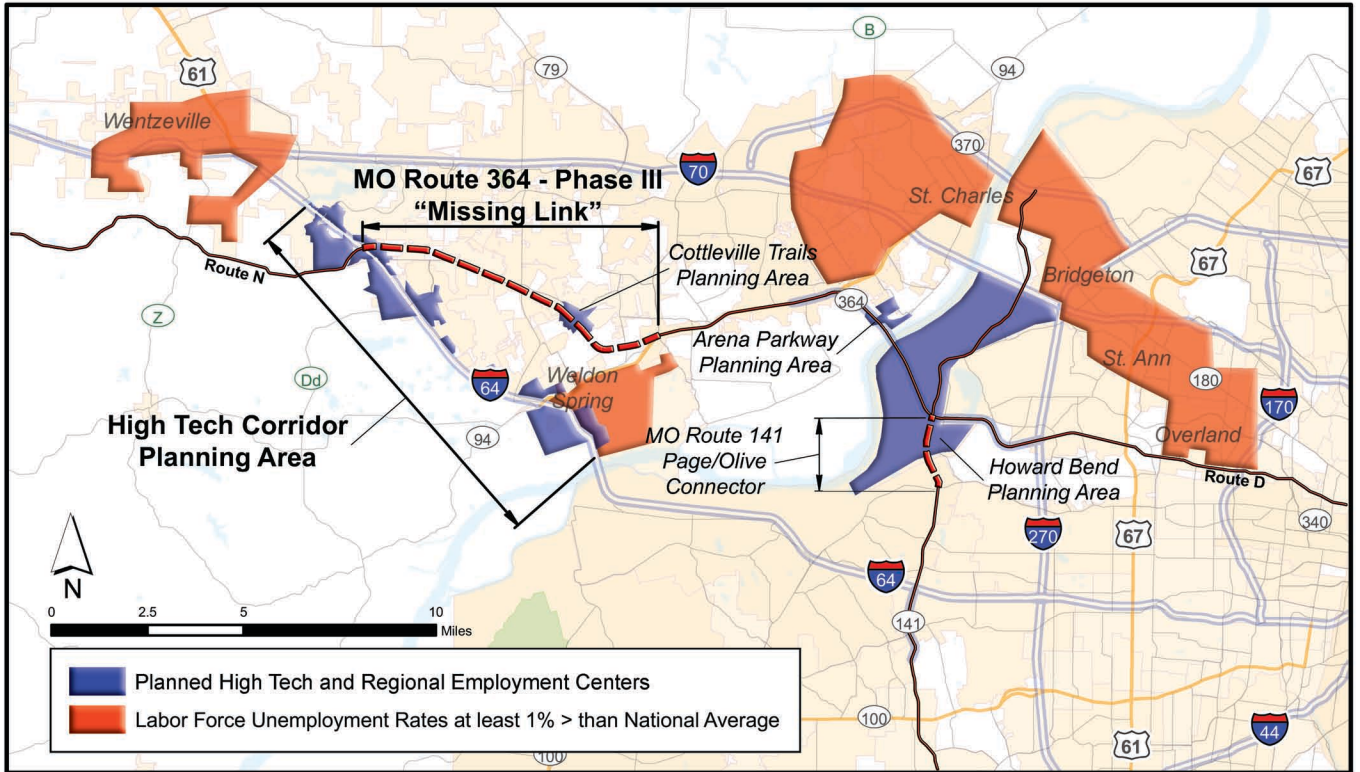 B
61
79
94
Wentzeville
370
70
MO Route 364 - Phase III
“Missing Link”
St. Charles
67
Cottleville Trails
Planning Area
Route N
Bridgeton
67
364
Z
Arena Parkway
Planning Area
St. Ann
Dd
64
Weldon
Spring
180
170
High Tech Corridor
Planning Area
94
MO Route 141
Page/Olive
Connector
Overland
Howard Bend
Planning Area
Route D
340
N
270
67
64
0 2.5 5 10
Miles
141
Planned High Tech and Regional Employment Centers
Labor Force Unemployment Rates at least 1% > than National Average
100
100
61
44